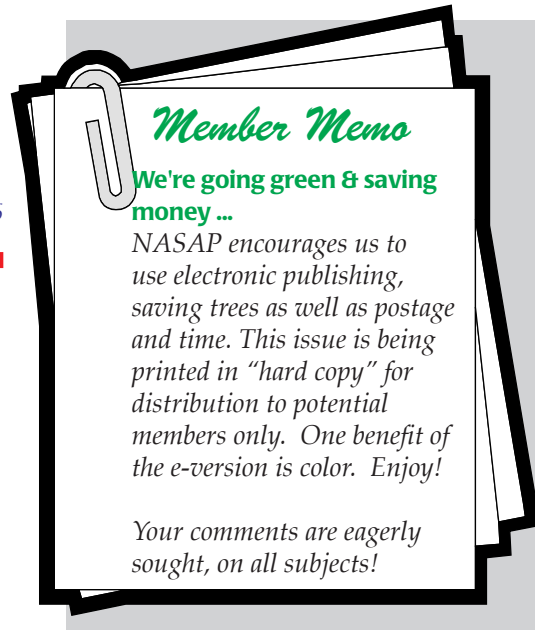 Member Memo
We're going green & saving
money ...
NASAP encourages us to
use electronic publishing,
saving trees as well as postage
and time. This issue is being
printed in “hard copy” for
distribution to potential
members only.  One benefit of
the e-version is color.  Enjoy!
Your comments are eagerly
sought, on all subjects!